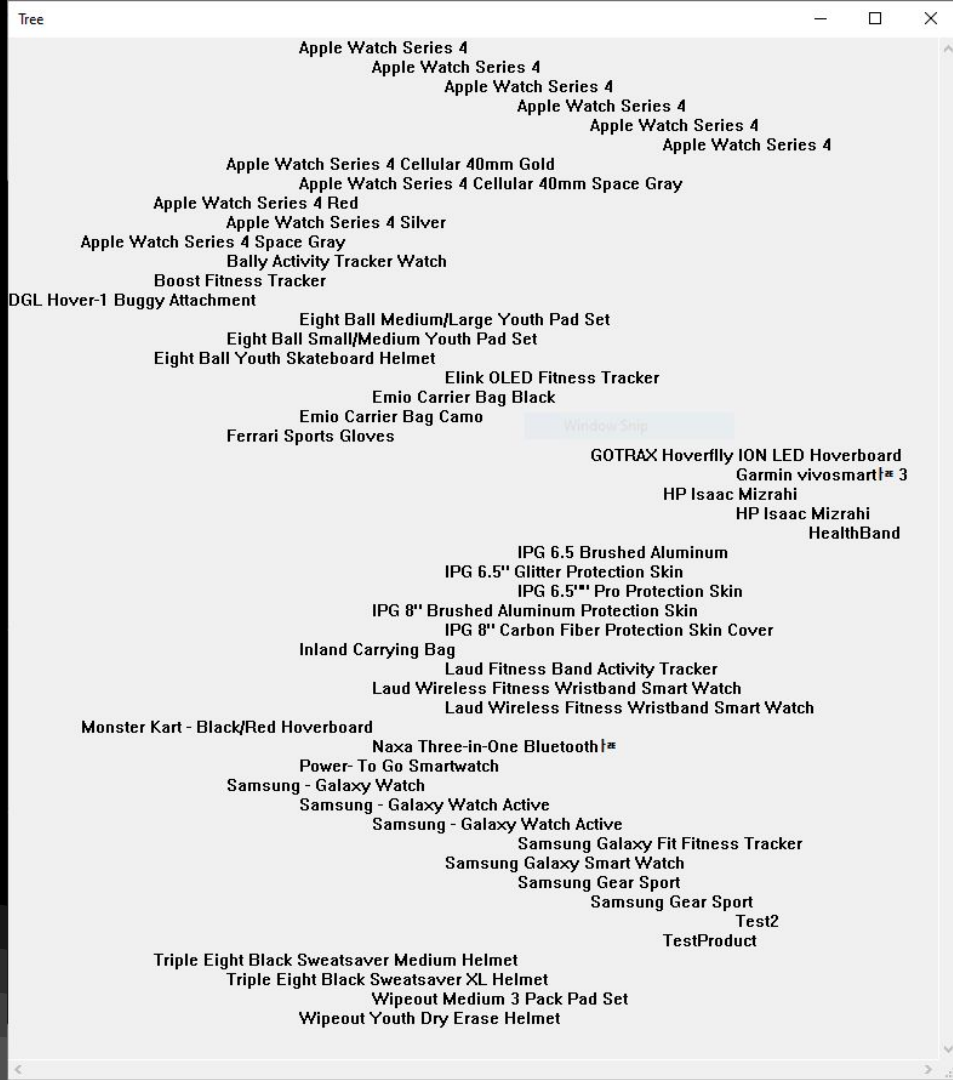 Tree
Apple Watch Series 4
Apple Watch Series 4
Apple Watch Series 4
Apple Watch Series 4
Apple Watch Series 4
Apple Watch Series 4
Apple Watch Series 4 Cellular 40mm Gold
Apple Watch Series 4 Cellular 40mm Space Gray
Apple Watch Series 4 Red
Apple Watch Series 4 Silver
Apple Watch Series 4 Space Gray
Bally Activity Tracker Watch
Boost Fitness Tracker
DGL Hover-1 Buggy Attachment
Eight Ball Medium/Large Youth Pad Set
Eight Ball Small/Medium Youth Pad Set
Eight Ball Youth Skateboard Helmet
Elink OLED Fitness Tracker
Emio Carrier Bag Black
Emio Carrier Bag Camo
Window Snip
Ferrari Sports Gloves
GOTRAX Hoverflly ION LED Hoverboard
Garmin vivosmart├« 3
HP Isaac Mizrahi
HP Isaac Mizrahi
HealthBand
IPG 6.5 Brushed Aluminum
IPG 6.5" Glitter Protection Skin
IPG 6.5"" Pro Protection Skin
IPG 8" Brushed Aluminum Protection Skin
IPG 8" Carbon Fiber Protection Skin Cover
Inland Carrying Bag
Laud Fitness Band Activity Tracker
Laud Wireless Fitness Wristband Smart Watch
Laud Wireless Fitness Wristband Smart Watch
Monster Kart - Black/Red Hoverboard
Naxa Three-in-One Bluetooth├«
Power- To Go Smartwatch
Samsung - Galaxy Watch
Samsung - Galaxy Watch Active
Samsung - Galaxy Watch Active
Samsung Galaxy Fit Fitness Tracker
Samsung Galaxy Smart Watch
Samsung Gear Sport
Samsung Gear Sport
Test2
TestProduct
Triple Eight Black Sweatsaver Medium Helmet
Triple Eight Black Sweatsaver XL Helmet
Wipeout Medium 3 Pack Pad Set
Wipeout Youth Dry Erase Helmet